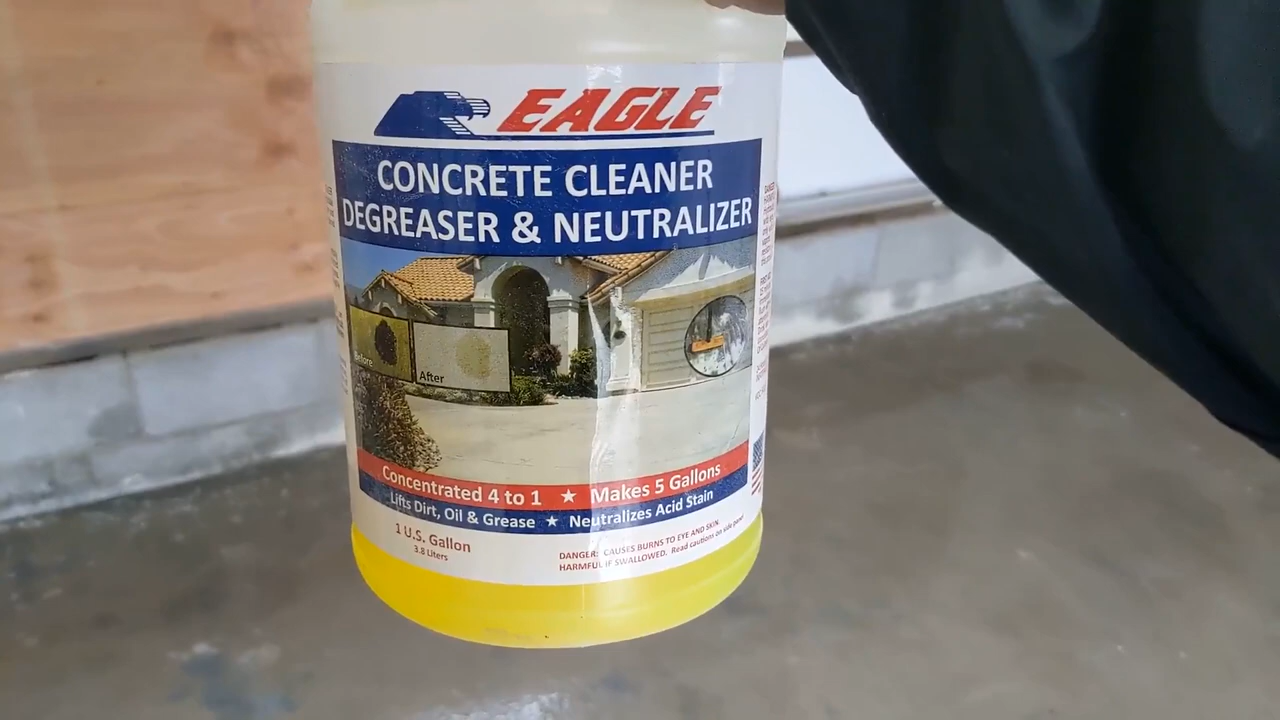 EAGLE
CONCRETE CLEANER
DEGREASER & NEUTRALIZER
Before
After
Concentrated 4 to 1 ★ Makes 5 Gallons
Lifts Dirt, Oil & Grease ★ Neutralizes Acid Stain
1 U.S. Gallon
3.8 Liters
DANGER: CAUSES BURNS TO EYE AND SKIN.
HARMFUL IF SWALLOWED. Read cautions on side panel